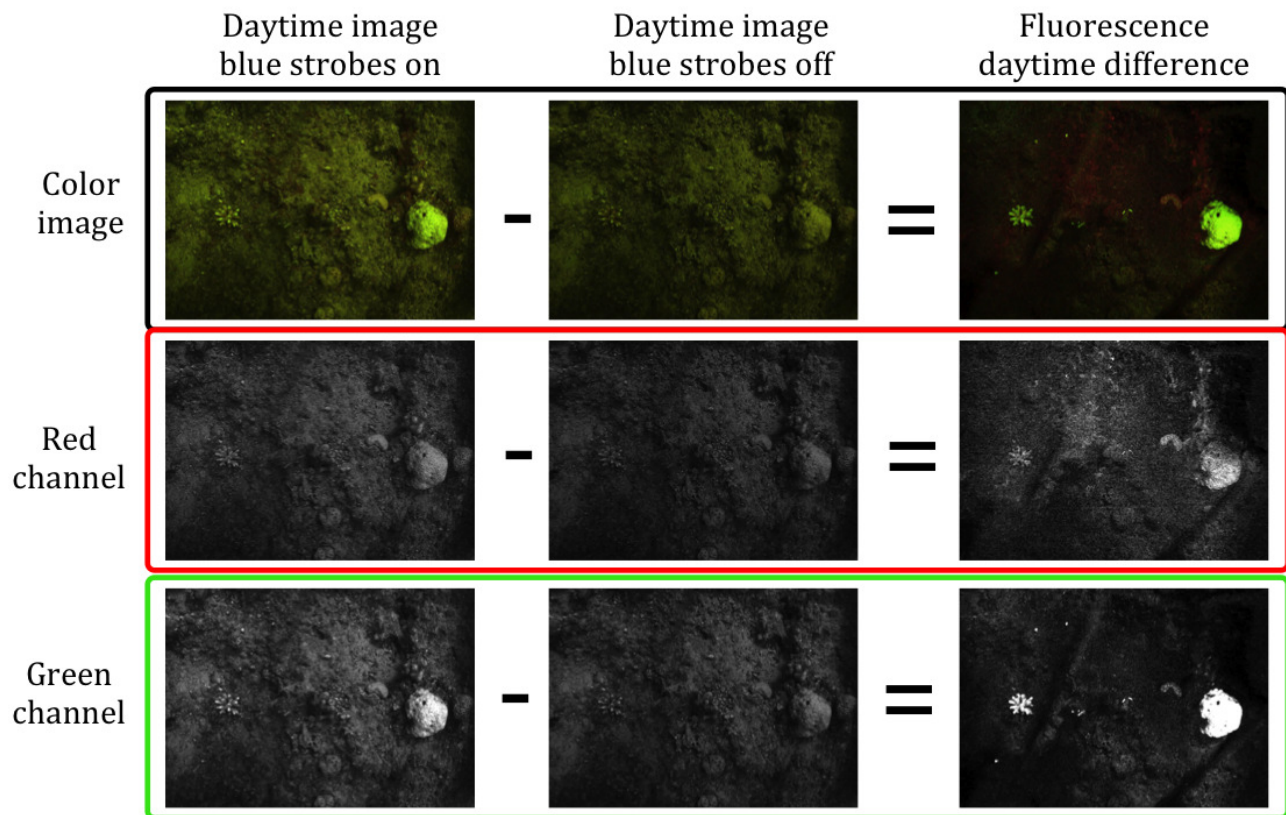 Daytime image
blue strobes on
Daytime image
blue strobes off
Fluorescence
daytime difference
Color
image
-
=
Red
channel
-
=
Green
channel
-
=